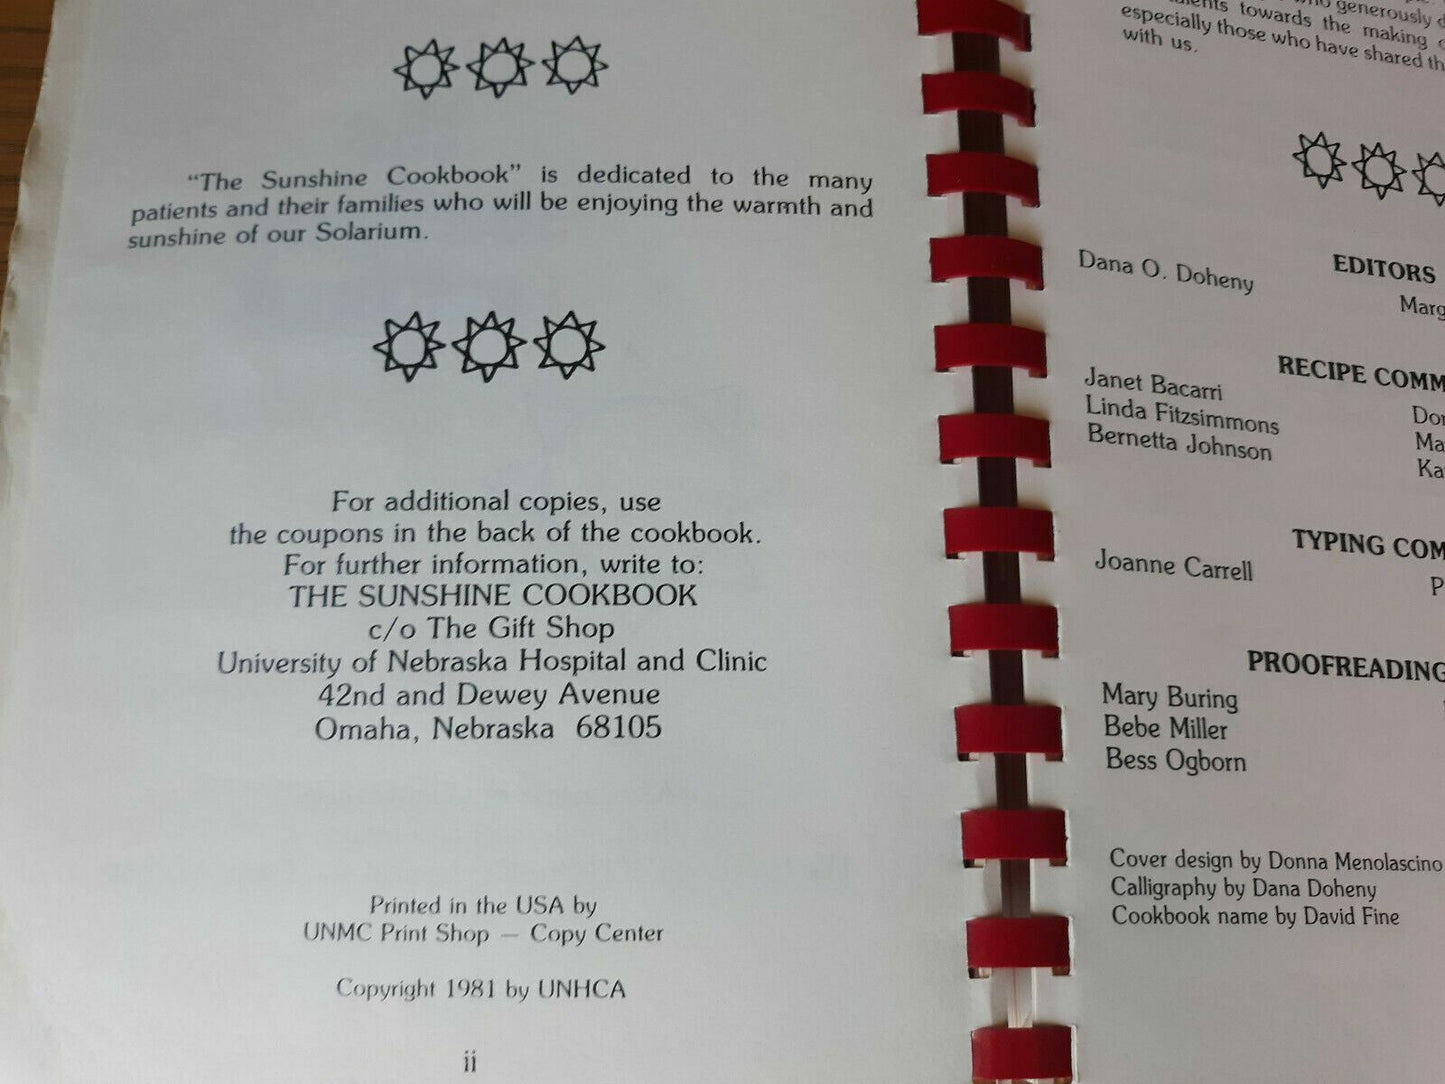 “The Sunshine Cookbook” is dedicated to the many
patients and their families who will be enjoying the warmth and
sunshine of our Solarium.
For additional copies, use
the coupons in the back of the cookbook.
For further information, write to:
THE SUNSHINE COOKBOOK
c/o The Gift Shop
University of Nebraska Hospital and Clinic
42nd and Dewey Avenue
Omaha, Nebraska 68105
Printed in the USA by
UNMC Print Shop — Copy Center
Copyright 1981 by UNHCA
ii
generously
towards the making
especially those who have shared
with us.
EDITORS
Dana O. Doheny
RECIPE
Janet Bacarri
Linda Fitzsimmons
Bernetta Johnson
TYPING
Joanne Carrell
PROOFREADING
Mary Buring
Bebe Miller
Bess Ogborn
Cover design by Donna Menolascino
Calligraphy by Dana Doheny
Cookbook name by David Fine